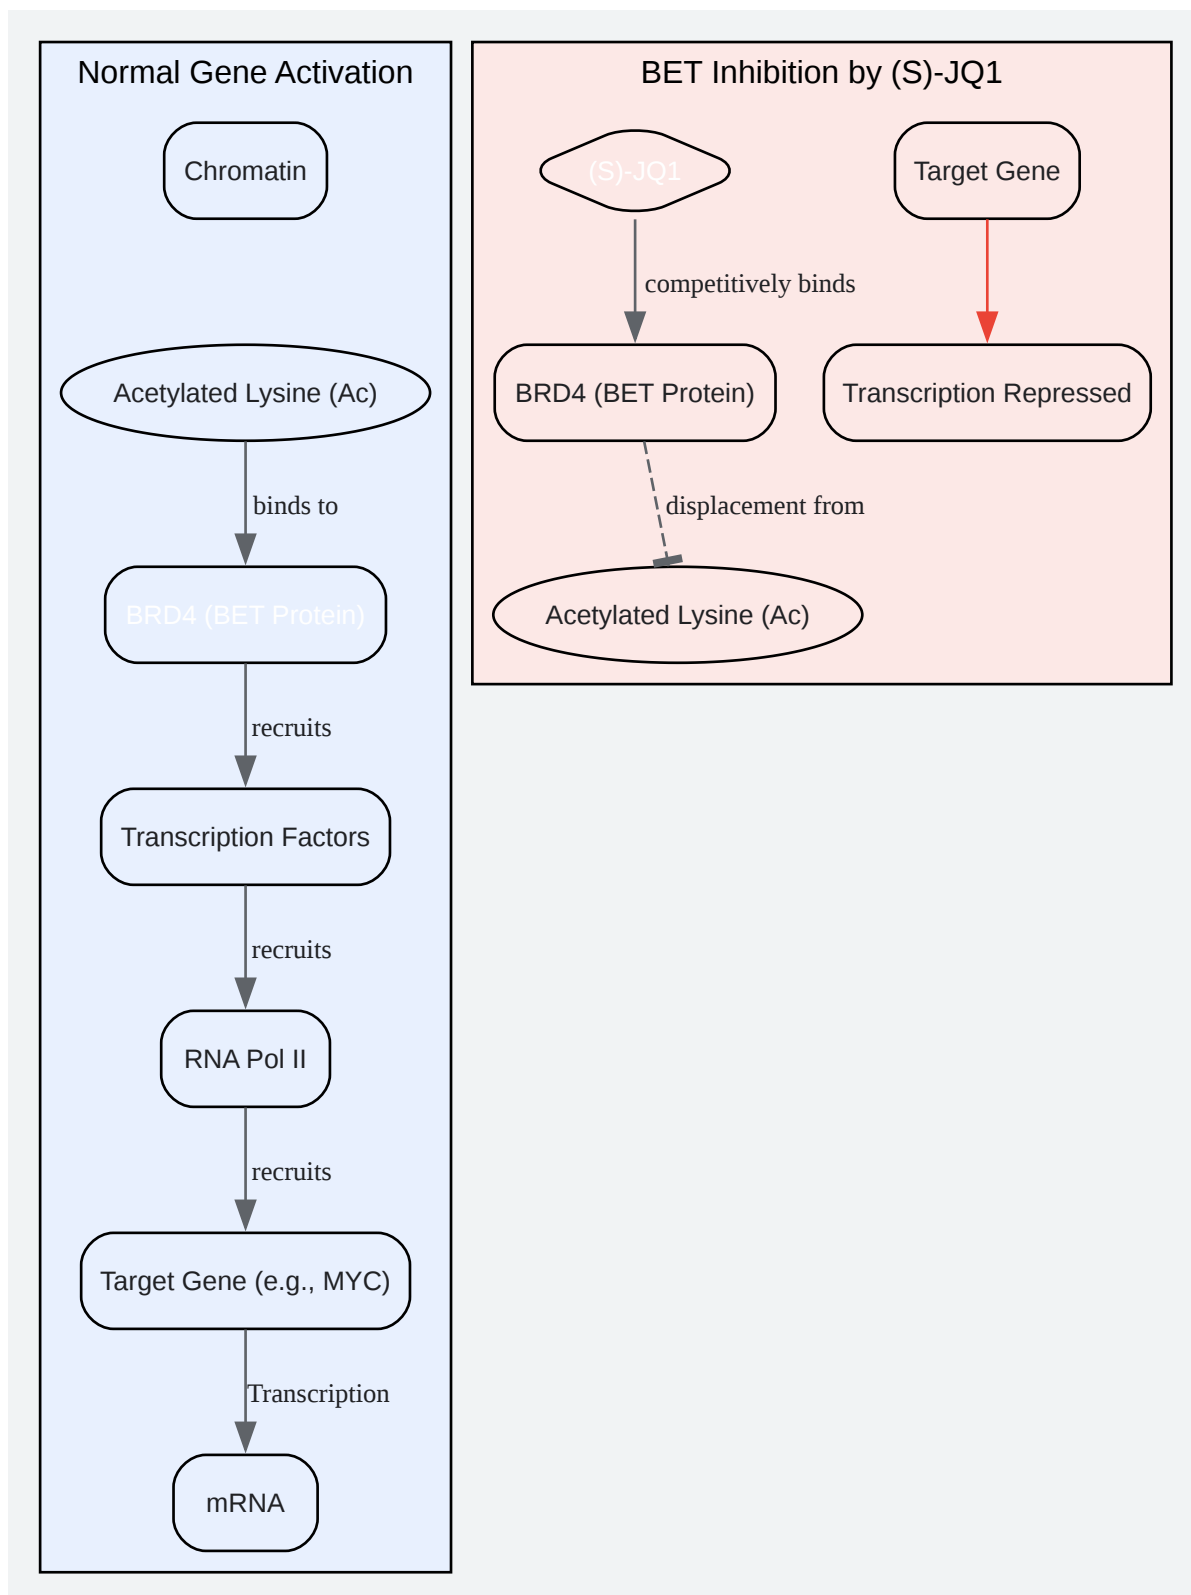 Normal Gene Activation
Chromatin
Acetylated Lysine (Ac)
binds to
BRD4 (BET Protein)
recruits
Transcription Factors
recruits
RNA Pol II
recruits
Target Gene (e.g., MYC)
Transcription
mRNA
BET Inhibition by (S)-JQ1
(S)-JQ1
Target Gene
competitively binds
BRD4 (BET Protein)
Transcription Repressed
displacement from
Acetylated Lysine (Ac)